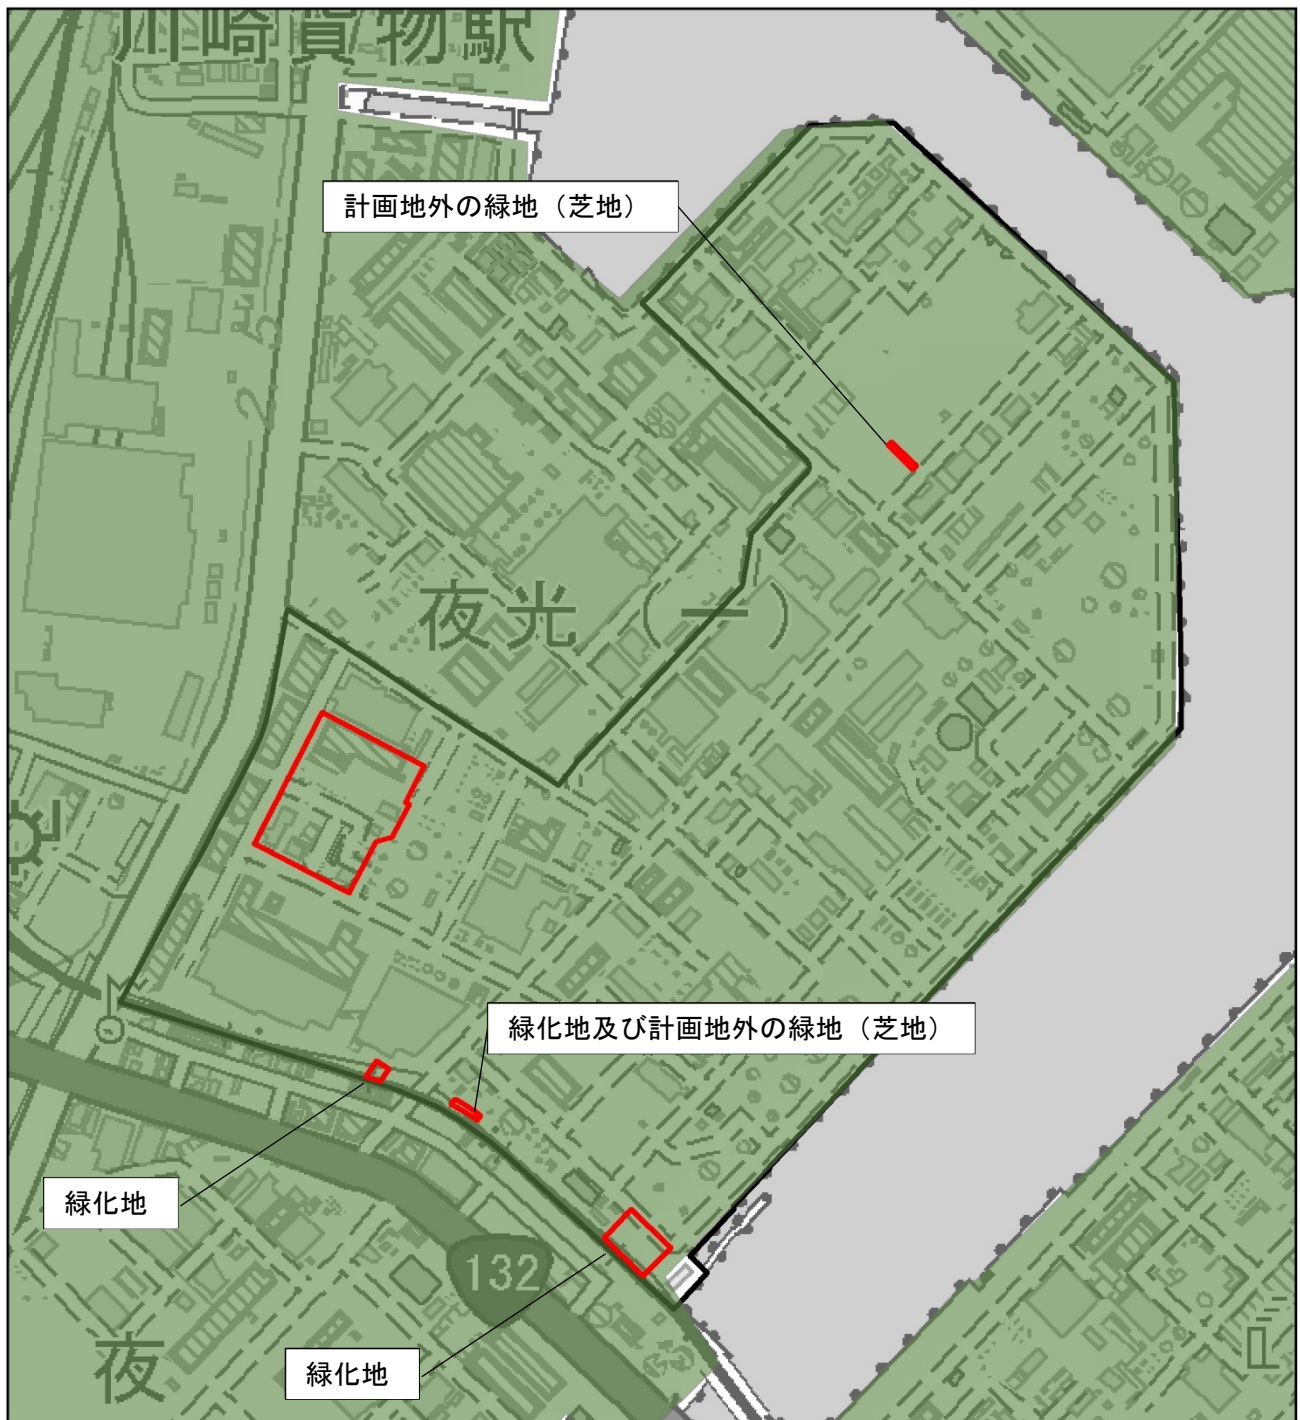 川崎貨物駅
計画地外の緑地（芝地）
夜光（一）
緑化地及び計画地外の緑地（芝地）
緑化地
132
緑化地
夜